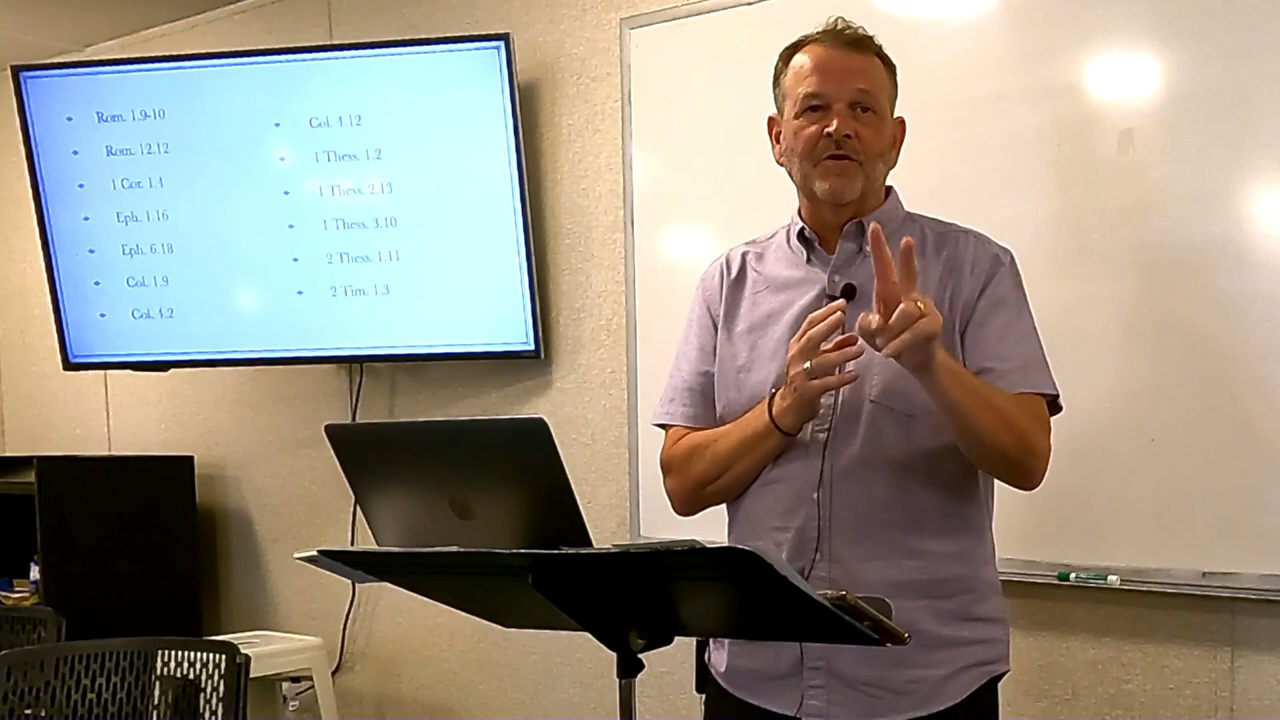 Rom. 1.9-10
Rom. 12.12
1 Cor. 1.4
Eph. 1.16
Eph. 6.18
Col. 1.9
Col. 4.2
Col. 4.12
1 Thess. 1.2
1 Thess. 2.13
1 Thess. 3.10
2 Thess. 1.11
2 Tim. 1.3